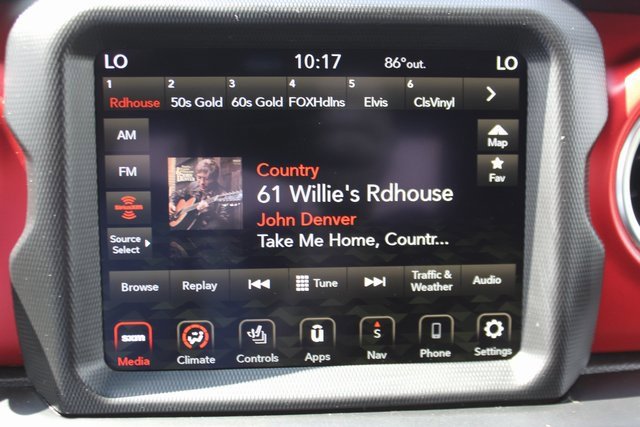 LO 10:17 86°out. LO
1 2 3 4 5 6
Rdhouse 50s Gold 60s Gold FOXHdlns Elvis ClsVinyl
AM
Map
FM
Fav
Country
61 Willie's Rdhouse
John Denver
Take Me Home, Countr...
SiriusXM
Source
Select
Browse Replay Tune Traffic & Weather Audio
sxm S
Media Climate Controls Apps Nav Phone Settings